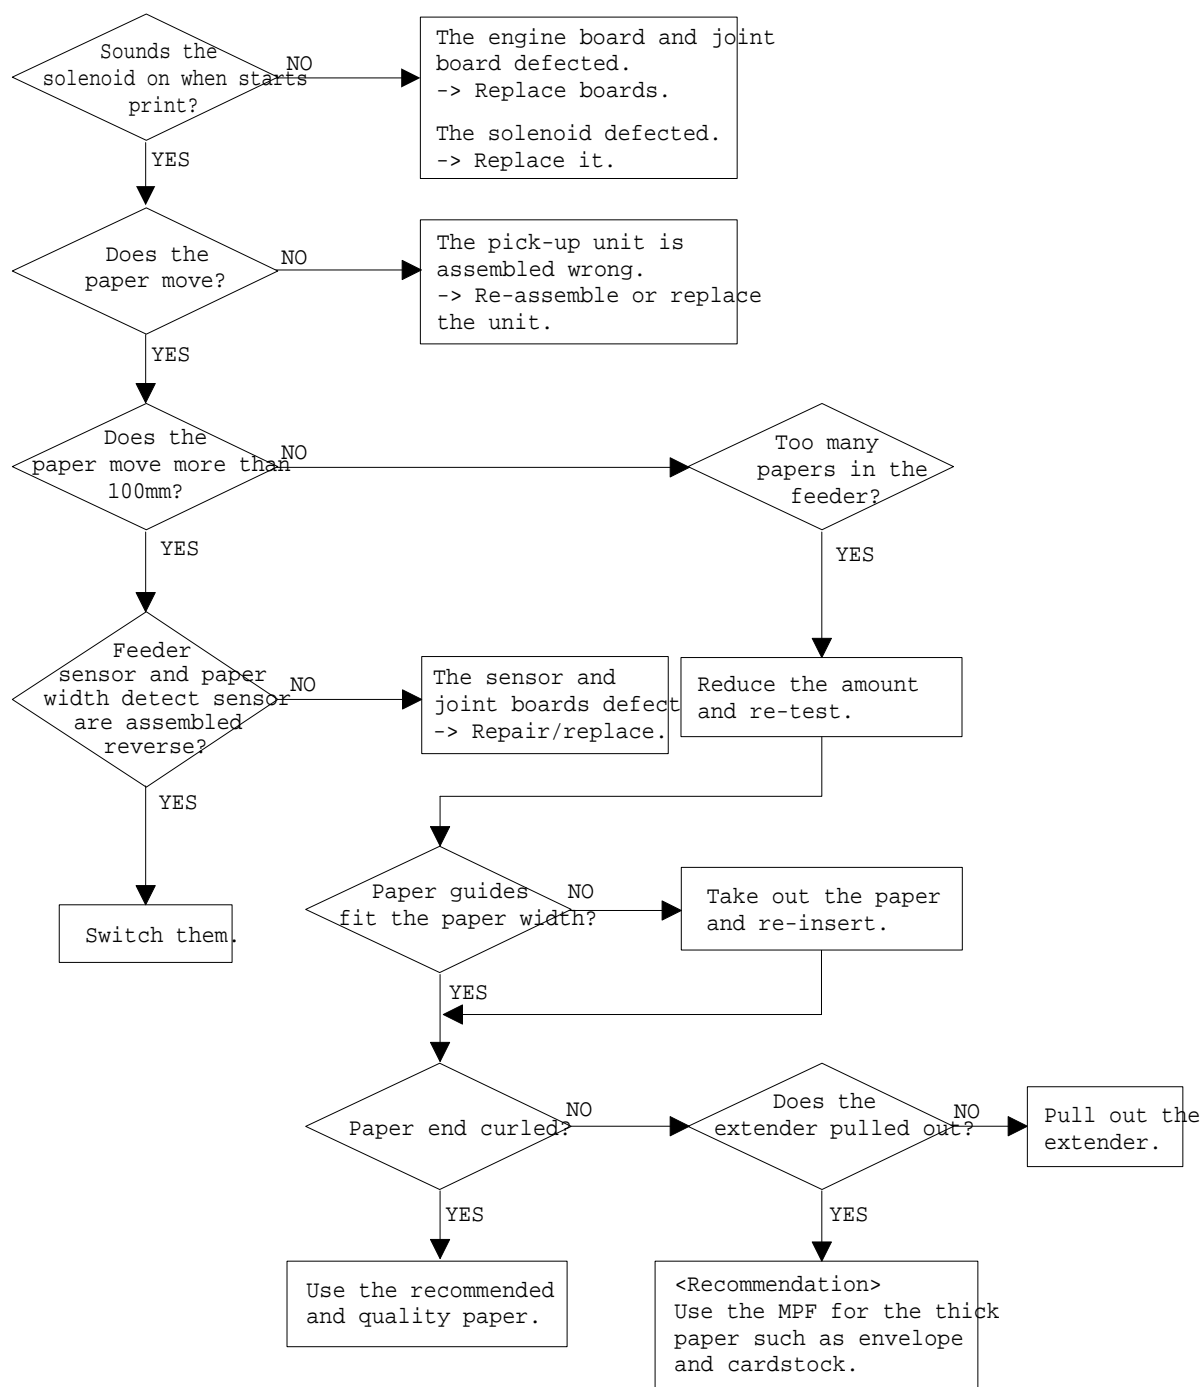 Sounds the
solenoid on when starts
print?
NO
The engine board and joint
board defected.
-> Replace boards.
The solenoid defected.
-> Replace it.
YES
Does the
paper move?
NO
The pick-up unit is
assembled wrong.
-> Re-assemble or replace
the unit.
YES
Does the
paper move more than
100mm?
NO
Too many
papers in the
feeder?
YES
YES
Feeder
sensor and paper
width detect sensor
are assembled
reverse?
NO
The sensor and
joint boards defect
-> Repair/replace.
Reduce the amount
and re-test.
YES
Switch them.
Paper guides
fit the paper width?
NO
Take out the paper
and re-insert.
YES
Paper end curled?
NO
Does the
extender pulled out?
NO
Pull out the
extender.
YES
YES
Use the recommended
and quality paper.
<Recommendation>
Use the MPF for the thick
paper such as envelope
and cardstock.